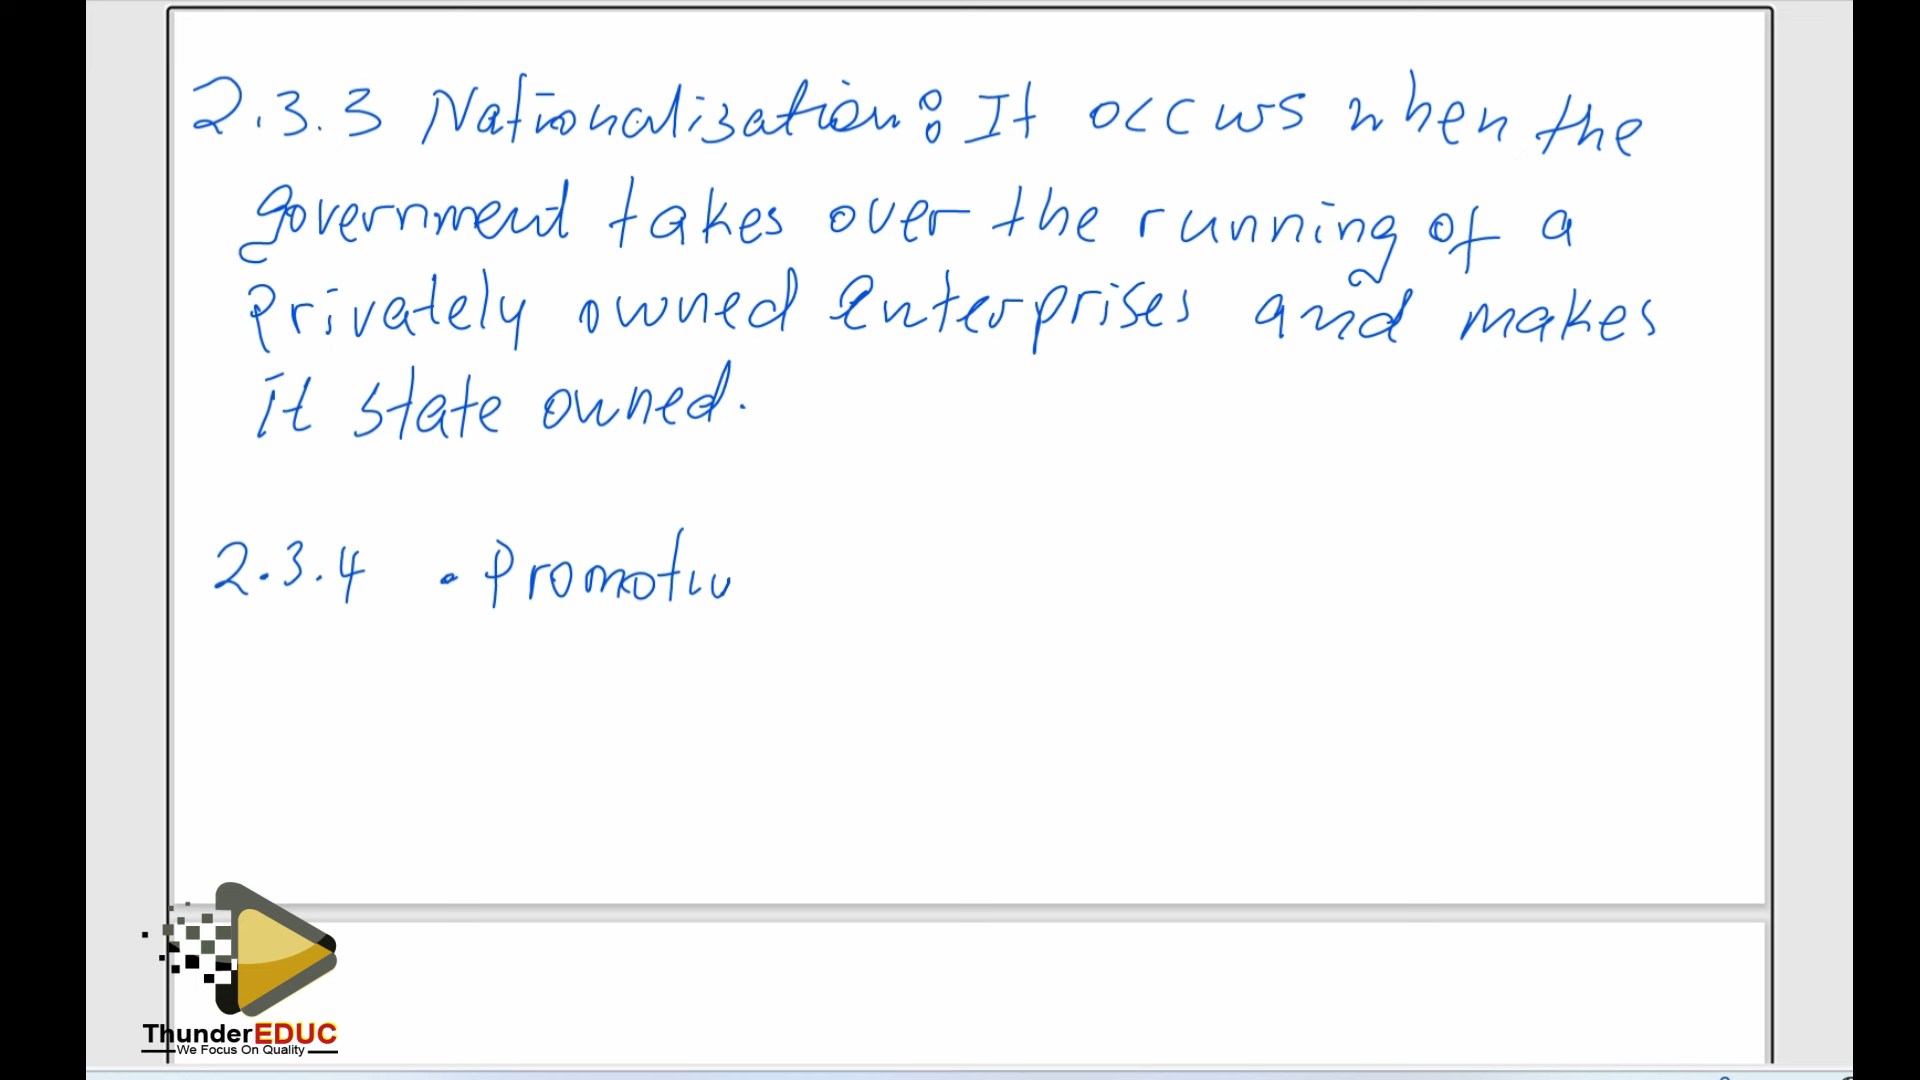 2.3.3 Nationalization: It occurs when the
government takes over the running of a
privately owned enterprises and makes
it state owned.
2.3.4 . Promotio
ThunderEDUC
We Focus On Quality